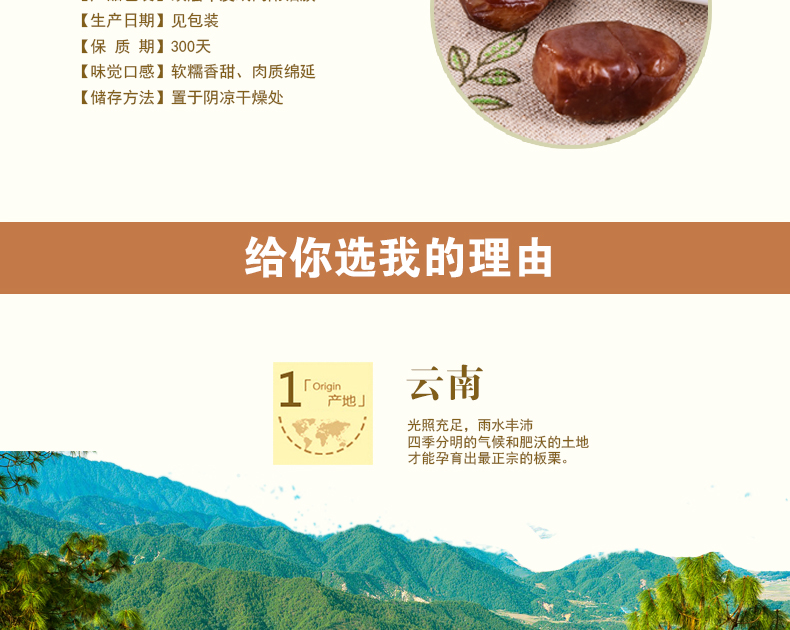 【生产日期】见包装
【保 质 期】300天
【味觉口感】软糯香甜、肉质绵延
【储存方法】置于阴凉干燥处
给你选我的理由
1「Origin
产地」
云南
光照充足，雨水丰沛
四季分明的气候和肥沃的土地
才能孕育出最正宗的板栗。